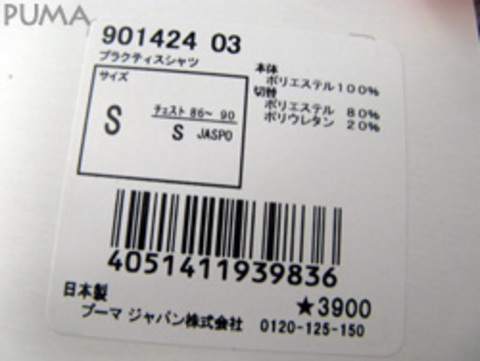 PUMA
901424 03
プラクティスシャツ
サイズ
S
チェスト 86~ 90
S JASPO
本体
ポリエステル100%
切替
ポリエステル 80%
ポリウレタン 20%
4051411939836
日本製
★3900
プーマ ジャパン株式会社 0120-125-150